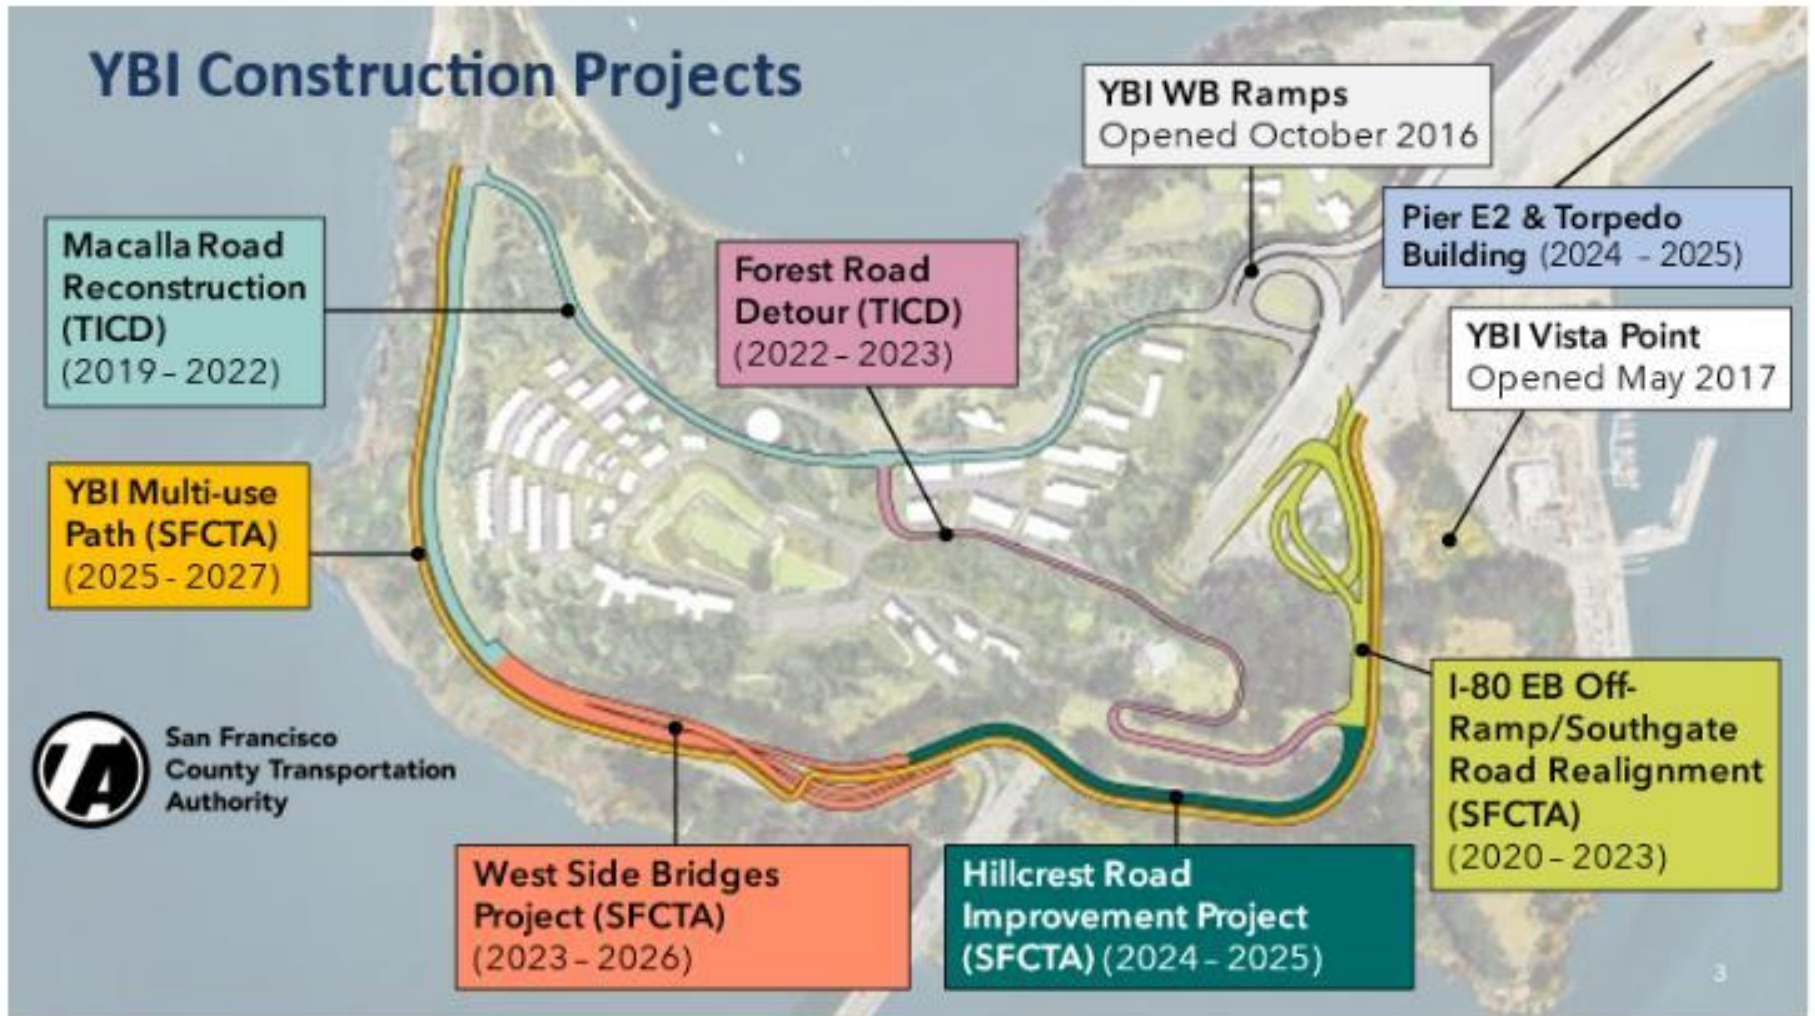 YBI Construction Projects
YBI WB Ramps
Opened October 2016
Pier E2 & Torpedo
Building (2024 - 2025)
Macalla Road
Reconstruction
(TICD)
(2019 – 2022)
Forest Road
Detour (TICD)
(2022 – 2023)
YBI Vista Point
Opened May 2017
YBI Multi-use
Path (SFCTA)
(2025 - 2027)
I-80 EB Off-
Ramp/Southgate
Road Realignment
(SFCTA)
(2020 – 2023)
TA
San Francisco
County Transportation
Authority
West Side Bridges
Project (SFCTA)
(2023 – 2026)
Hillcrest Road
Improvement Project
(SFCTA) (2024 – 2025)
3